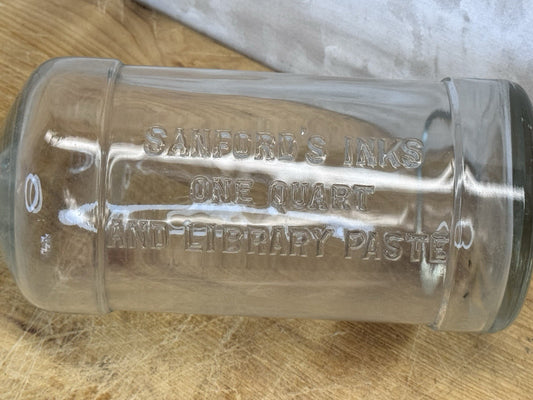 SANFORD'S INKS
ONE QUART
AND LIBRARY PASTE